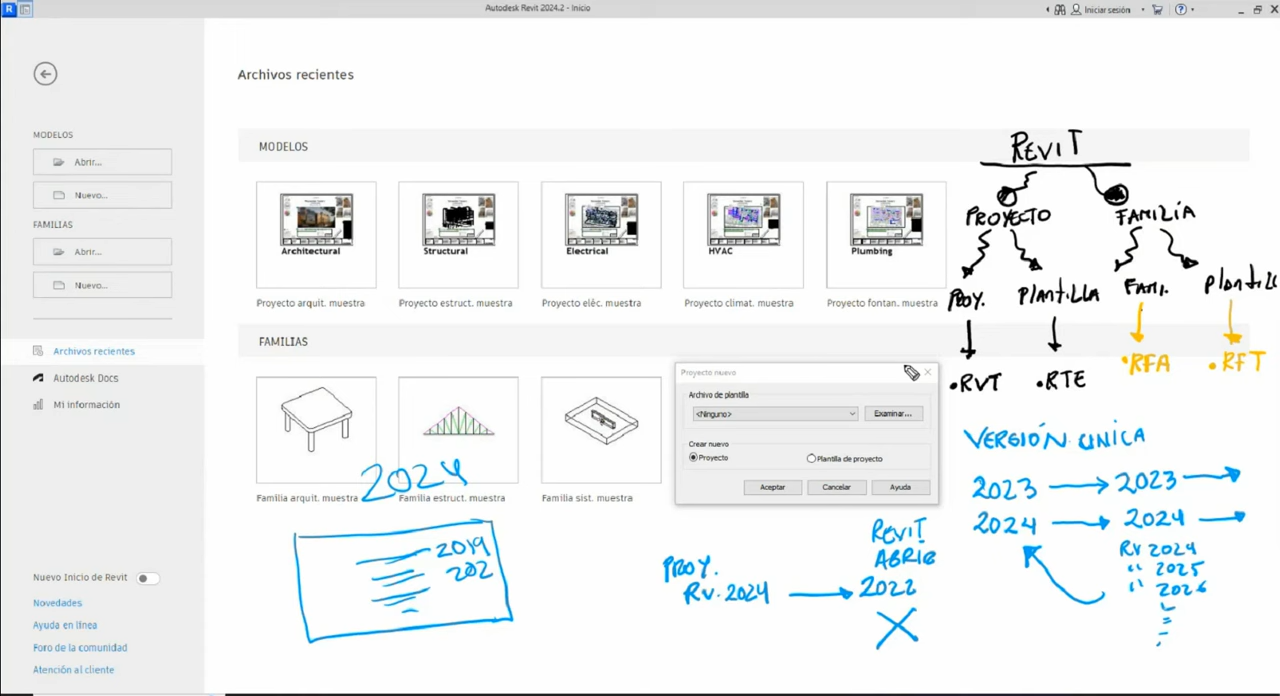 R
Autodesk Revit 2024.2 - Inicio
Iniciar sesión
Archivos recientes
MODELOS
Abrir...
Nuevo...
FAMILIAS
Abrir...
Nuevo...
Archivos recientes
Autodesk Docs
Mi información
Nuevo Inicio de Revit
Novedades
Ayuda en línea
Foro de la comunidad
Atención al cliente
MODELOS
Architectural
Structural
Electrical
HVAC
Plumbing
Proyecto arquit. muestra
Proyecto estruct. muestra
Proyecto eléc. muestra
Proyecto climat. muestra
Proyecto fontan. muestra
FAMILIAS
Familia arquit. muestra
Familia estruct. muestra
Familia sist. muestra
Proyecto nuevo
Archivo de plantilla
<Ninguno>
Examinar...
Crear nuevo
Proyecto
Plantilla de proyecto
Aceptar
Cancelar
Ayuda
REVIT
PROYECTO
FAMILIA
PROY.
PLANTILLA
FAMI.
plantill
.RVT
.RTE
.RFA
.RFT
VERSIÓN UNICA
2023 → 2023 →
2024 → 2024 →
RV 2024
" 2025
" 2026
2024
2019
202
PROY.
RV. 2024
REVIT
ABRIR
2022